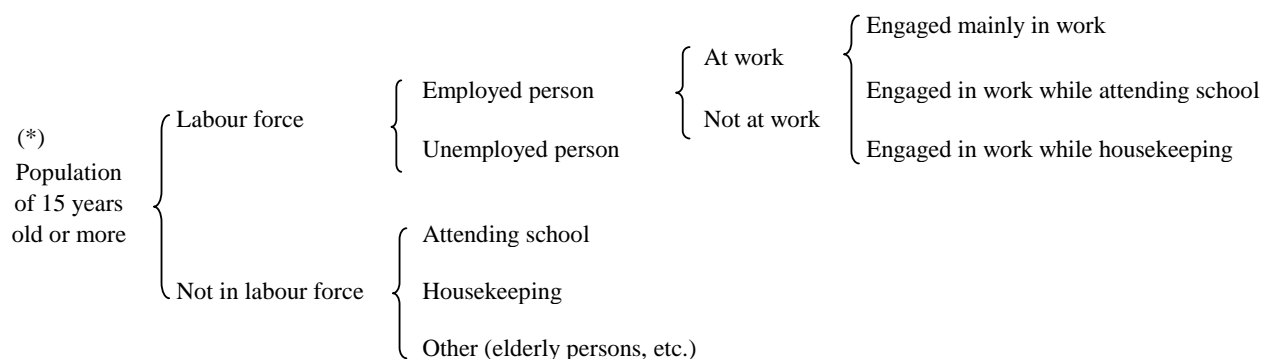 (*)
Population
of 15 years
old or more
Labour force
Employed person
At work
Engaged mainly in work
Engaged in work while attending school
Engaged in work while housekeeping
Not at work
Unemployed person
Not in labour force
Attending school
Housekeeping
Other (elderly persons, etc.)